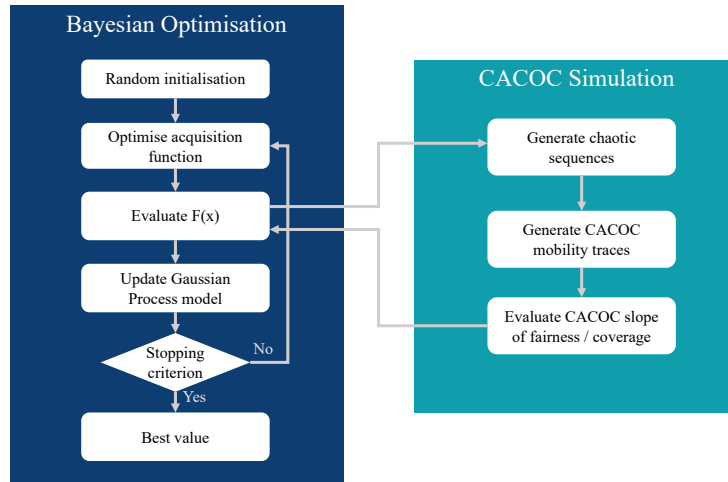 Bayesian Optimisation
Random initialisation
Optimise acquisition
function
Evaluate F(x)
Update Gaussian
Process model
Stopping
criterion
No
Yes
Best value
CACOC Simulation
Generate chaotic
sequences
Generate CACOC
mobility traces
Evaluate CACOC slope
of fairness / coverage